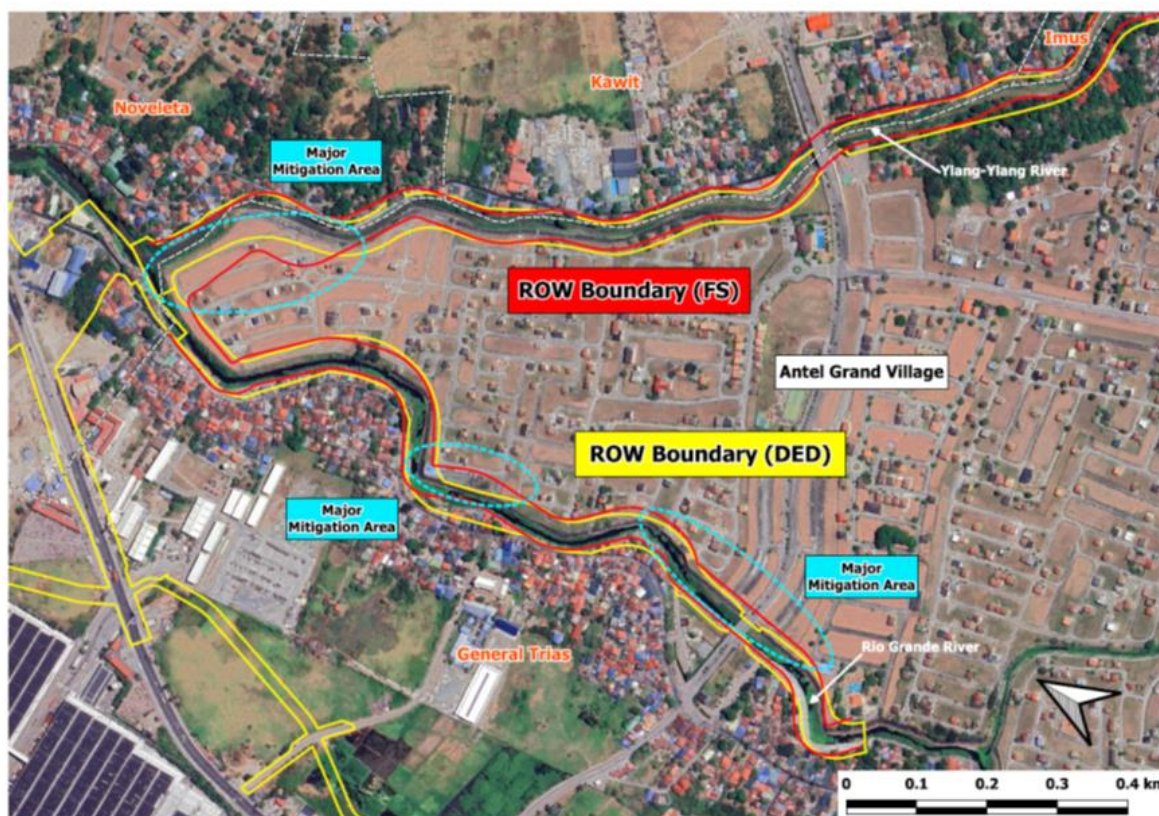 Imus
Kawit
Noveleta
Major
Mitigation Area
Ylang-Ylang River
ROW Boundary (FS)
Antel Grand Village
ROW Boundary (DED)
Major
Mitigation Area
Major
Mitigation Area
General Trias
Rio Grande River
0 0.1 0.2 0.3 0.4 km